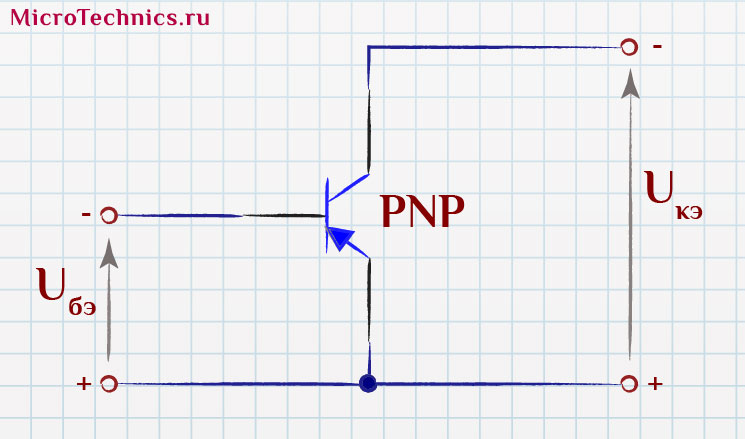 MicroTechnics.ru
-
PNP
Uкэ
-
Uбэ
+
+